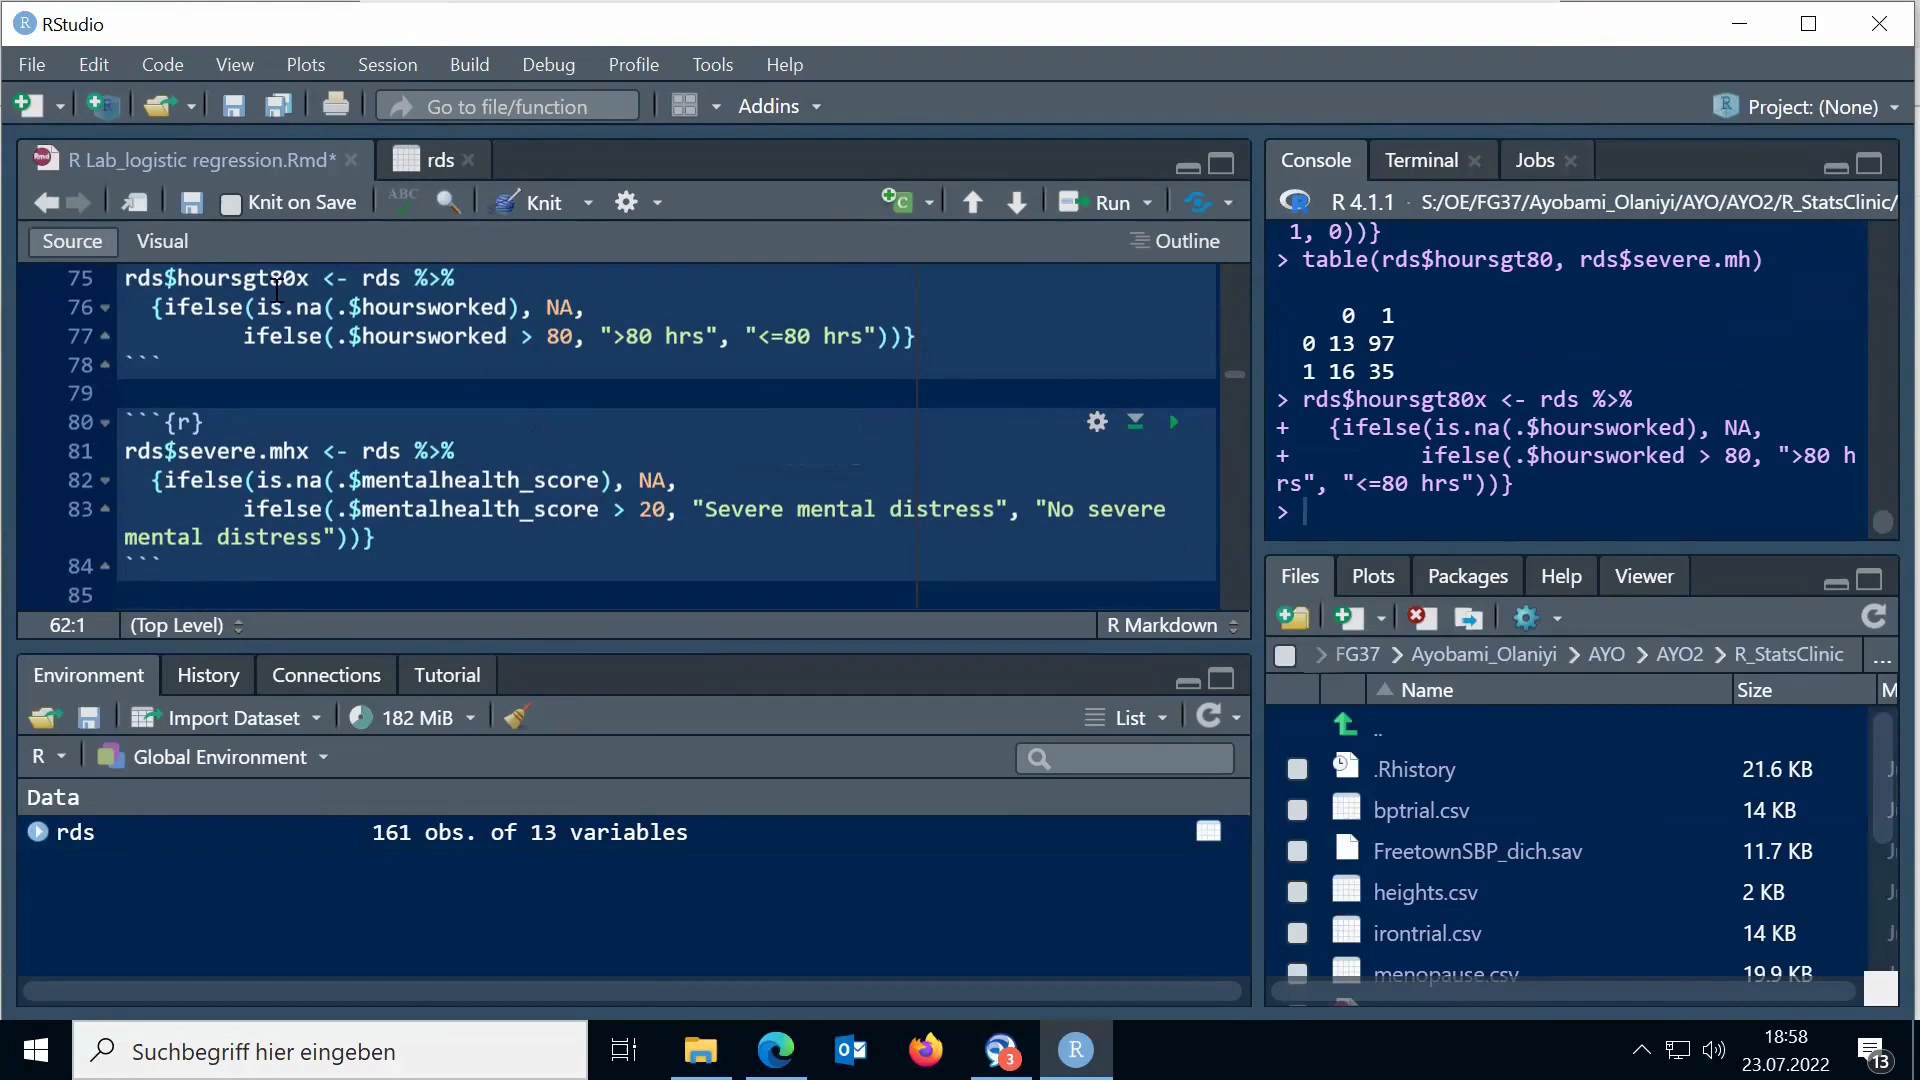 RStudio
File Edit Code View Plots Session Build Debug Profile Tools Help
Go to file/function Addins Project: (None)
R Lab_logistic regression.Rmd* rds
Knit on Save ABC Knit Run
Source Visual Outline
75 rds$hoursgt80x <- rds %>%
76 {ifelse(is.na(.$hoursworked), NA,
77 ifelse(.$hoursworked > 80, ">80 hrs", "<=80 hrs"))}
78 ```
79
80 ```{r}
81 rds$severe.mhx <- rds %>%
82 {ifelse(is.na(.$mentalhealth_score), NA,
83 ifelse(.$mentalhealth_score > 20, "Severe mental distress", "No severe
mental distress"))}
84 ```
85
62:1 (Top Level) R Markdown
Console Terminal Jobs
R 4.1.1 · S:/OE/FG37/Ayobami_Olaniyi/AYO/AYO2/R_StatsClinic/
1, 0))}
> table(rds$hoursgt80, rds$severe.mh)
0 1
0 13 97
1 16 35
> rds$hoursgt80x <- rds %>%
+ {ifelse(is.na(.$hoursworked), NA,
+ ifelse(.$hoursworked > 80, ">80 h
rs", "<=80 hrs"))}
>
Environment History Connections Tutorial
Import Dataset 182 MiB List
R Global Environment
Data
rds 161 obs. of 13 variables
Files Plots Packages Help Viewer
FG37 Ayobami_Olaniyi AYO AYO2 R_StatsClinic ...
Name Size M
..
.Rhistory 21.6 KB
bptrial.csv 14 KB
FreetownSBP_dich.sav 11.7 KB
heights.csv 2 KB
irontrial.csv 14 KB
menopause.csv 19.9 KB
Suchbegriff hier eingeben
3
18:58
23.07.2022
13